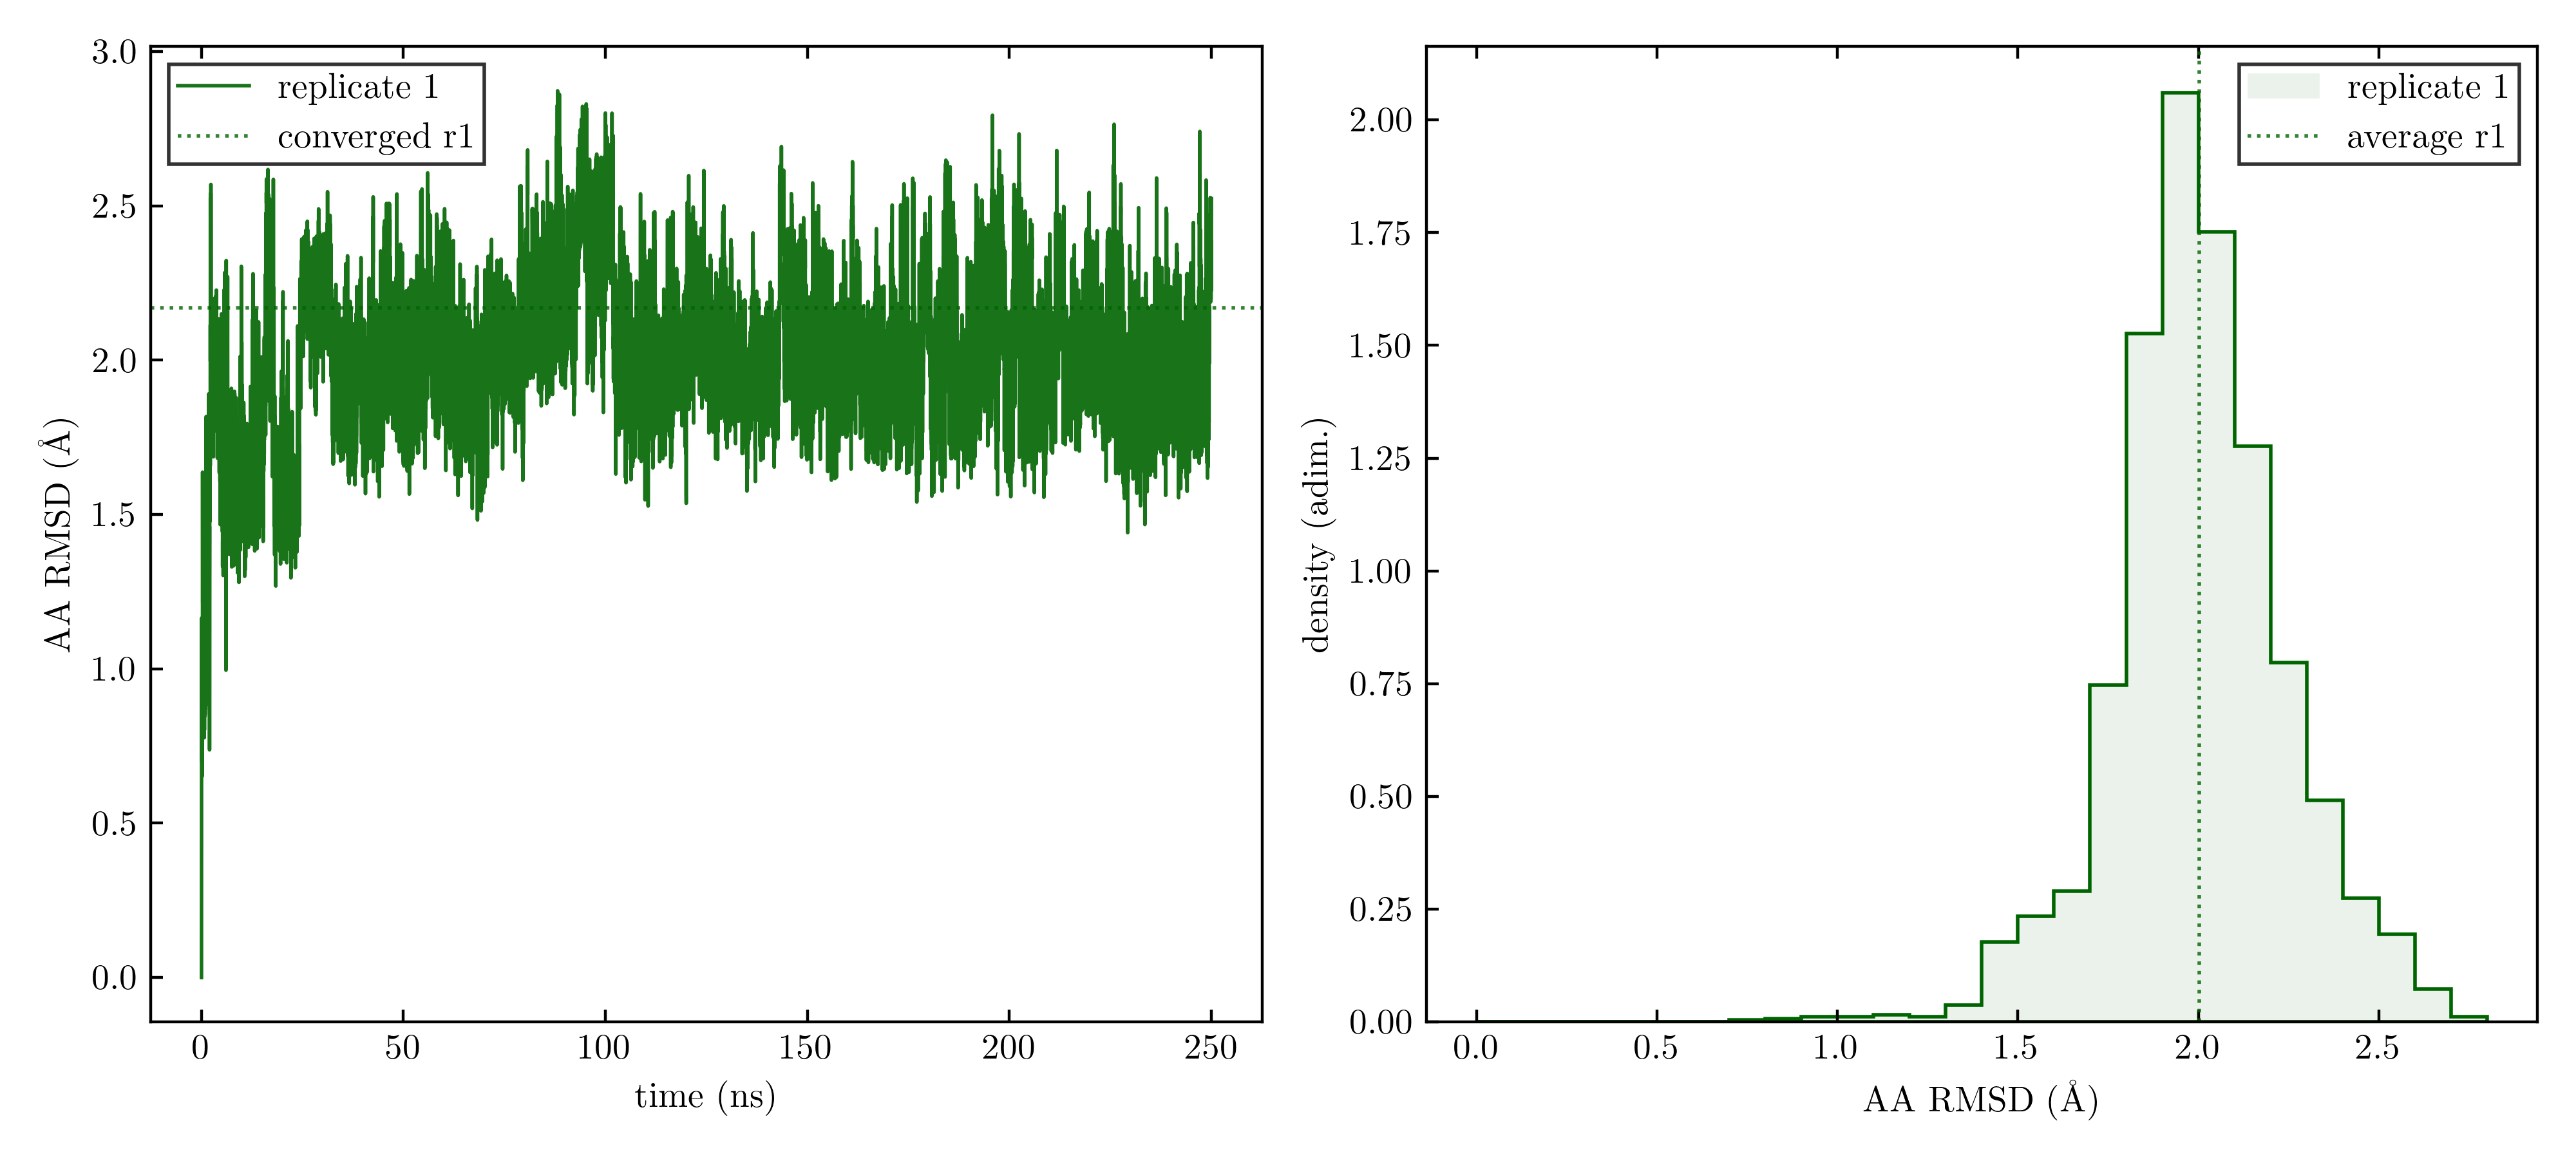 replicate 1
converged r1
3.0
2.5
2.0
1.5
1.0
0.5
0.0
AA RMSD (Å)
0 50 100 150 200 250
time (ns)
replicate 1
average r1
2.00
1.75
1.50
1.25
1.00
0.75
0.50
0.25
0.00
density (adim.)
0.0 0.5 1.0 1.5 2.0 2.5
AA RMSD (Å)